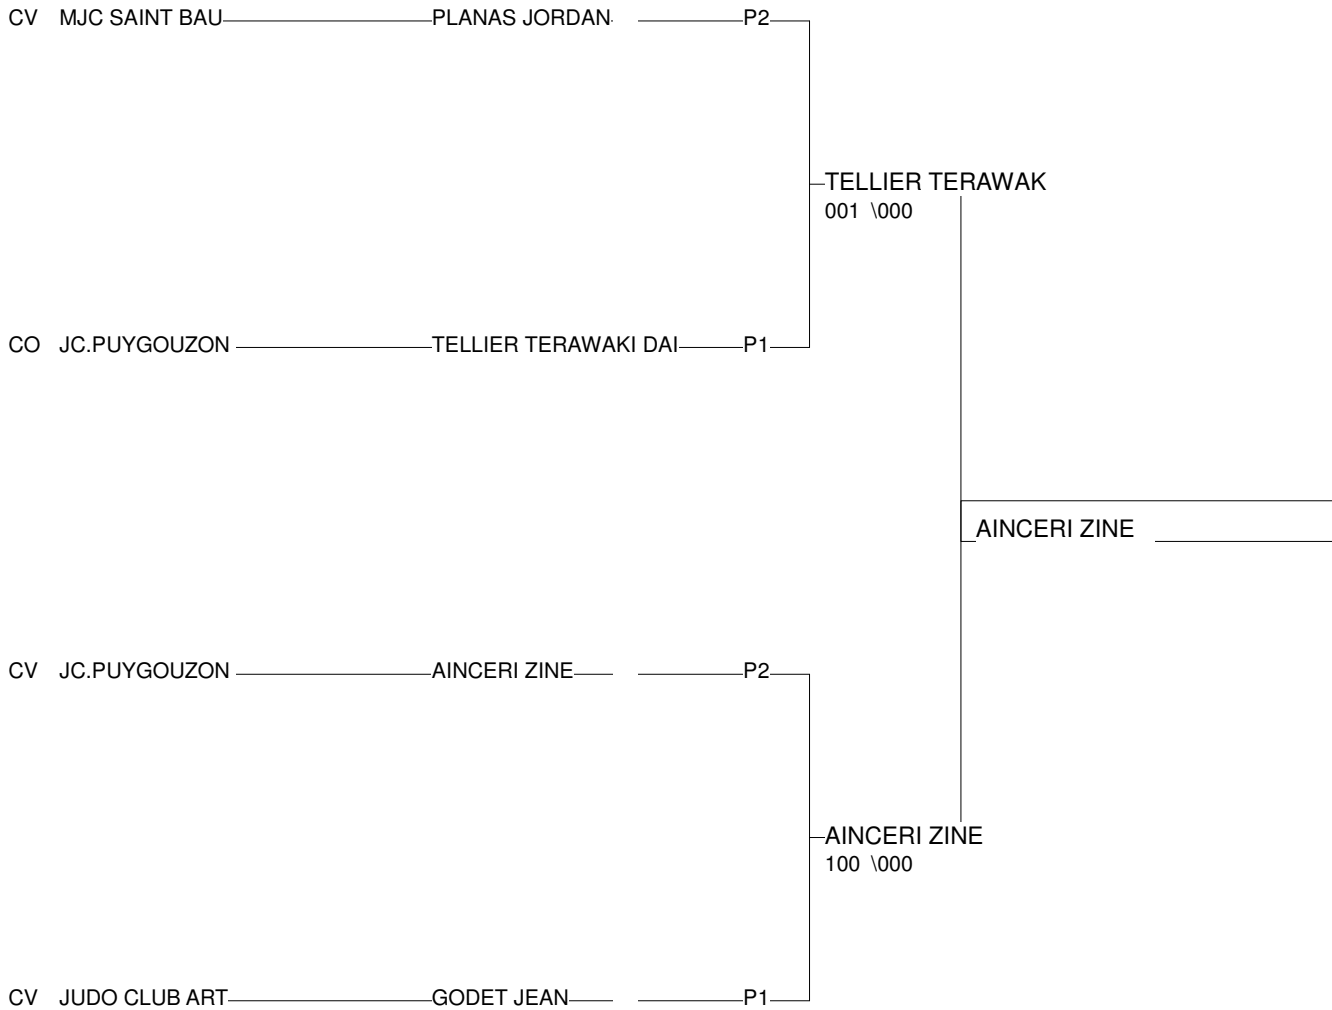 CV MJC SAINT BAU PLANAS JORDAN P2
TELLIER TERAWAK
001 \000
CO JC.PUYGOUZON TELLIER TERAWAKI DAI P1
AINCERI ZINE
CV JC.PUYGOUZON AINCERI ZINE P2
AINCERI ZINE
100 \000
CV JUDO CLUB ART GODET JEAN P1